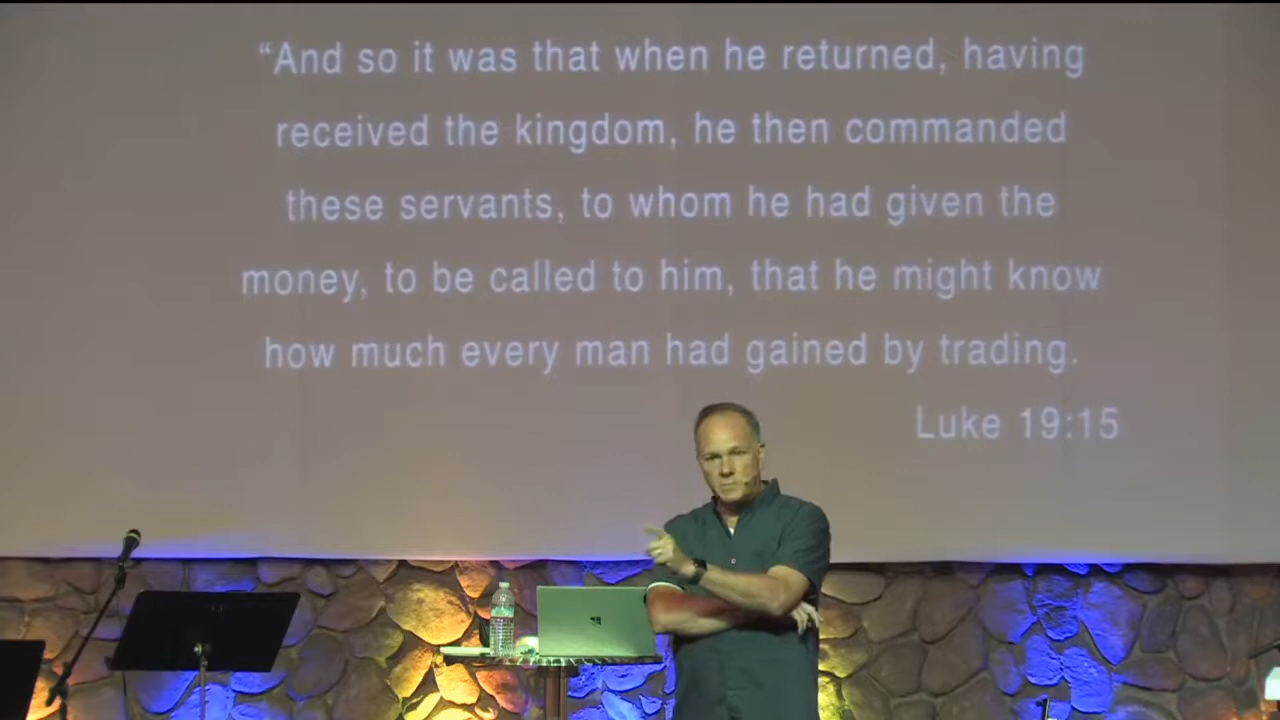 “And so it was that when he returned, having
received the kingdom, he then commanded
these servants, to whom he had given the
money, to be called to him, that he might know
how much every man had gained by trading.
Luke 19:15